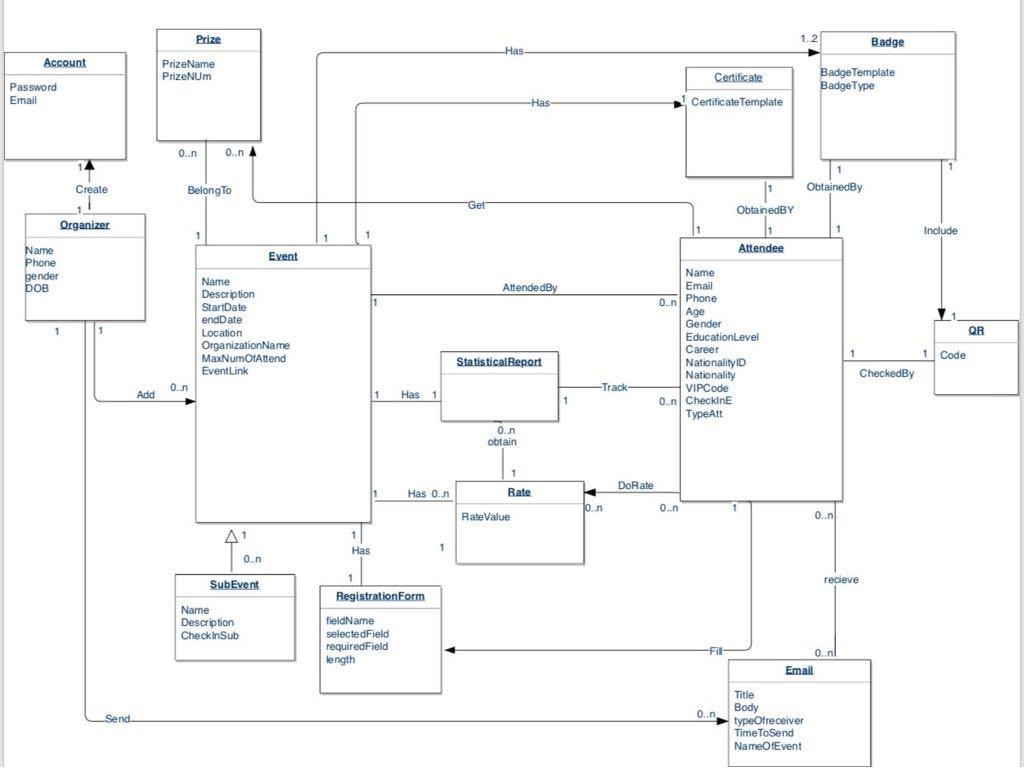 Account
Password
Email
Prize
PrizeName
PrizeNUm
Has
1..2
Badge
BadgeTemplate
BadgeType
Certificate
CertificateTemplate
Has
1
0..n
0..n
BelongTo
1
Get
1
Create
1
1
ObtainedBY
1
1
ObtainedBy
1
1
Include
1
Organizer
Name
Phone
gender
DOB
1
1
1
1
Event
Name
Description
StartDate
endDate
Location
OrganizationName
MaxNumOfAttend
EventLink
AttendedBy
1
0..n
Attendee
Name
Email
Phone
Age
Gender
EducationLevel
Career
NationalityID
Nationality
VIPCode
CheckInE
TypeAtt
QR
Code
1
1
CheckedBy
Add
0..n
StatisticalReport
1
Has
1
Track
1
0..n
0..n
obtain
1
Rate
RateValue
1
Has
0..n
DoRate
0..n
0..n
1
1
0..n
1
0..n
SubEvent
Name
Description
CheckInSub
1
Has
1
RegistrationForm
fieldName
selectedField
requiredField
length
Fill
recieve
0..n
Email
Title
Body
typeOfreceiver
TimeToSend
NameOfEvent
Send
0..n